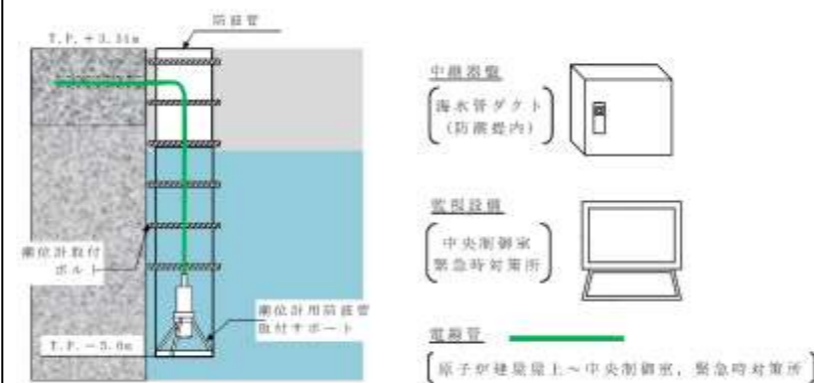 防波管
T.P.+3.31m
潮位計取付
ボルト
潮位計用防波管
取付サポート
T.P.-5.0m
中継器盤
海水管ダクト
(防潮堤内)
監視設備
中央制御室
緊急時対策所
電線管
原子炉建屋屋上~中央制御室,緊急時対策所